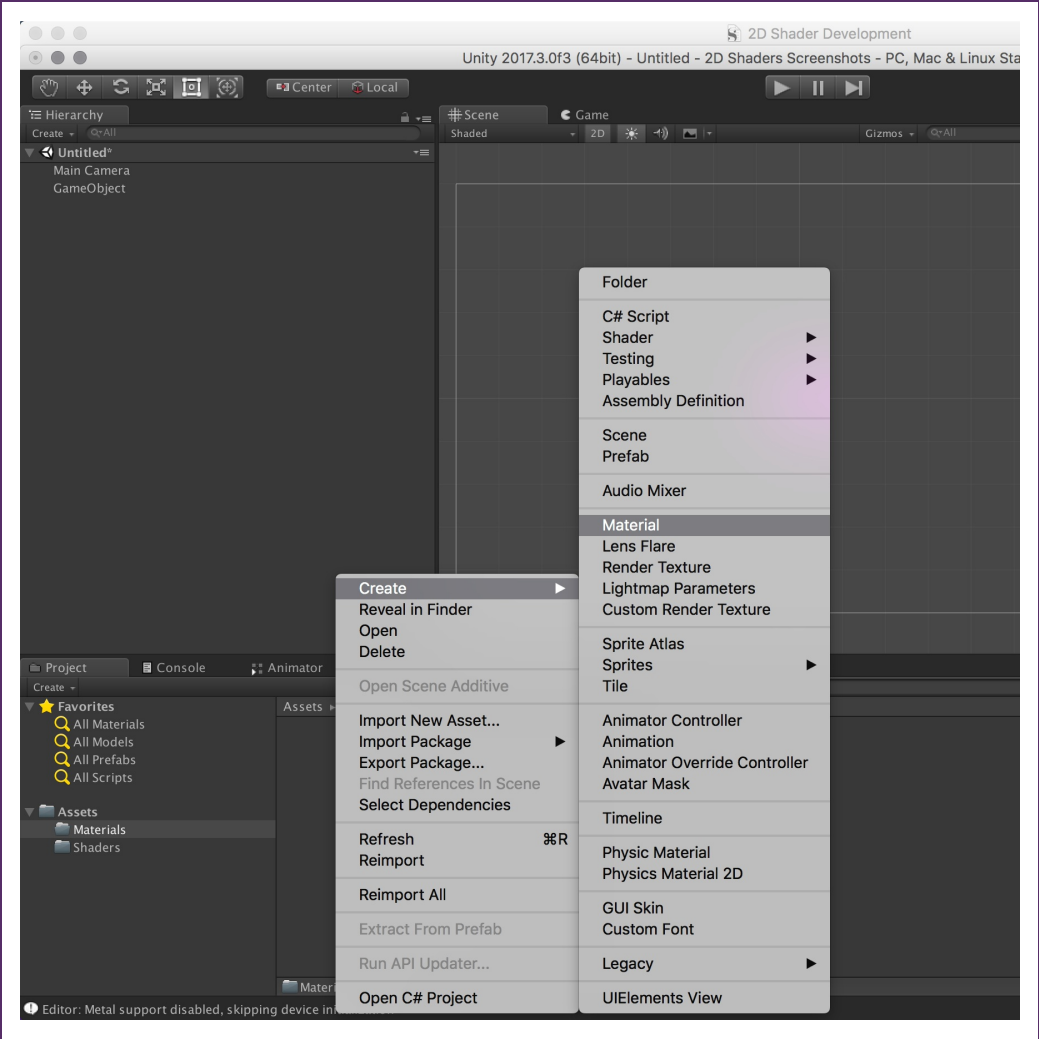 2D Shader Development
Unity 2017.3.0f3 (64bit) - Untitled - 2D Shaders Screenshots - PC, Mac & Linux Sta
Center Local
Hierarchy
Create All
Untitled*
Main Camera
GameObject
Scene Game
Shaded 2D Gizmos All
Folder
C# Script
Shader
Testing
Playables
Assembly Definition
Scene
Prefab
Audio Mixer
Material
Lens Flare
Render Texture
Lightmap Parameters
Custom Render Texture
Sprite Atlas
Sprites
Tile
Animator Controller
Animation
Animator Override Controller
Avatar Mask
Timeline
Physic Material
Physics Material 2D
GUI Skin
Custom Font
Legacy
UIElements View
Create
Reveal in Finder
Open
Delete
Open Scene Additive
Import New Asset...
Import Package
Export Package...
Find References In Scene
Select Dependencies
Refresh ⌘R
Reimport
Reimport All
Extract From Prefab
Run API Updater...
Open C# Project
Project Console Animator
Create
Favorites
All Materials
All Models
All Prefabs
All Scripts
Assets
Materials
Shaders
Assets
Materi
Editor: Metal support disabled, skipping device in